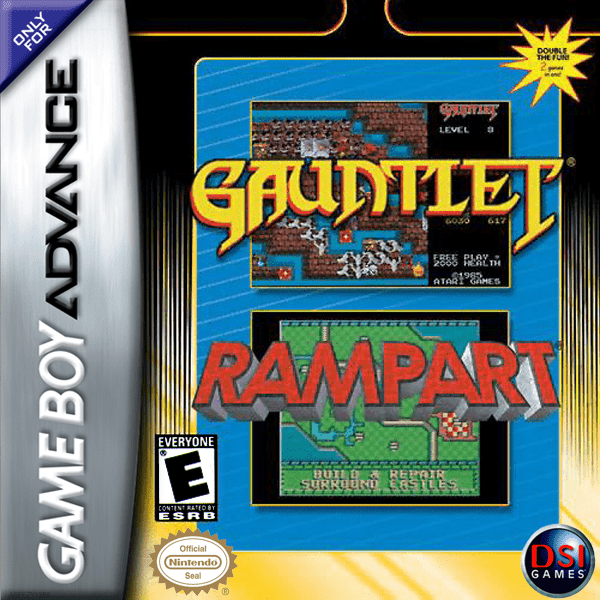 ONLY
FOR
GAME BOY ADVANCE
DOUBLE
THE FUN!
2 games
in one!
GAUNTLET
LEVEL 8
GAUNTLET®
6030 617
FREE PLAY
2000 HEALTH
©1985
ATARI GAMES
RAMPART
BUILD & REPAIR
SURROUND CASTLES
EVERYONE
E
®
CONTENT RATED BY
ESRB
Official
Nintendo
Seal
®
DSI
GAMES